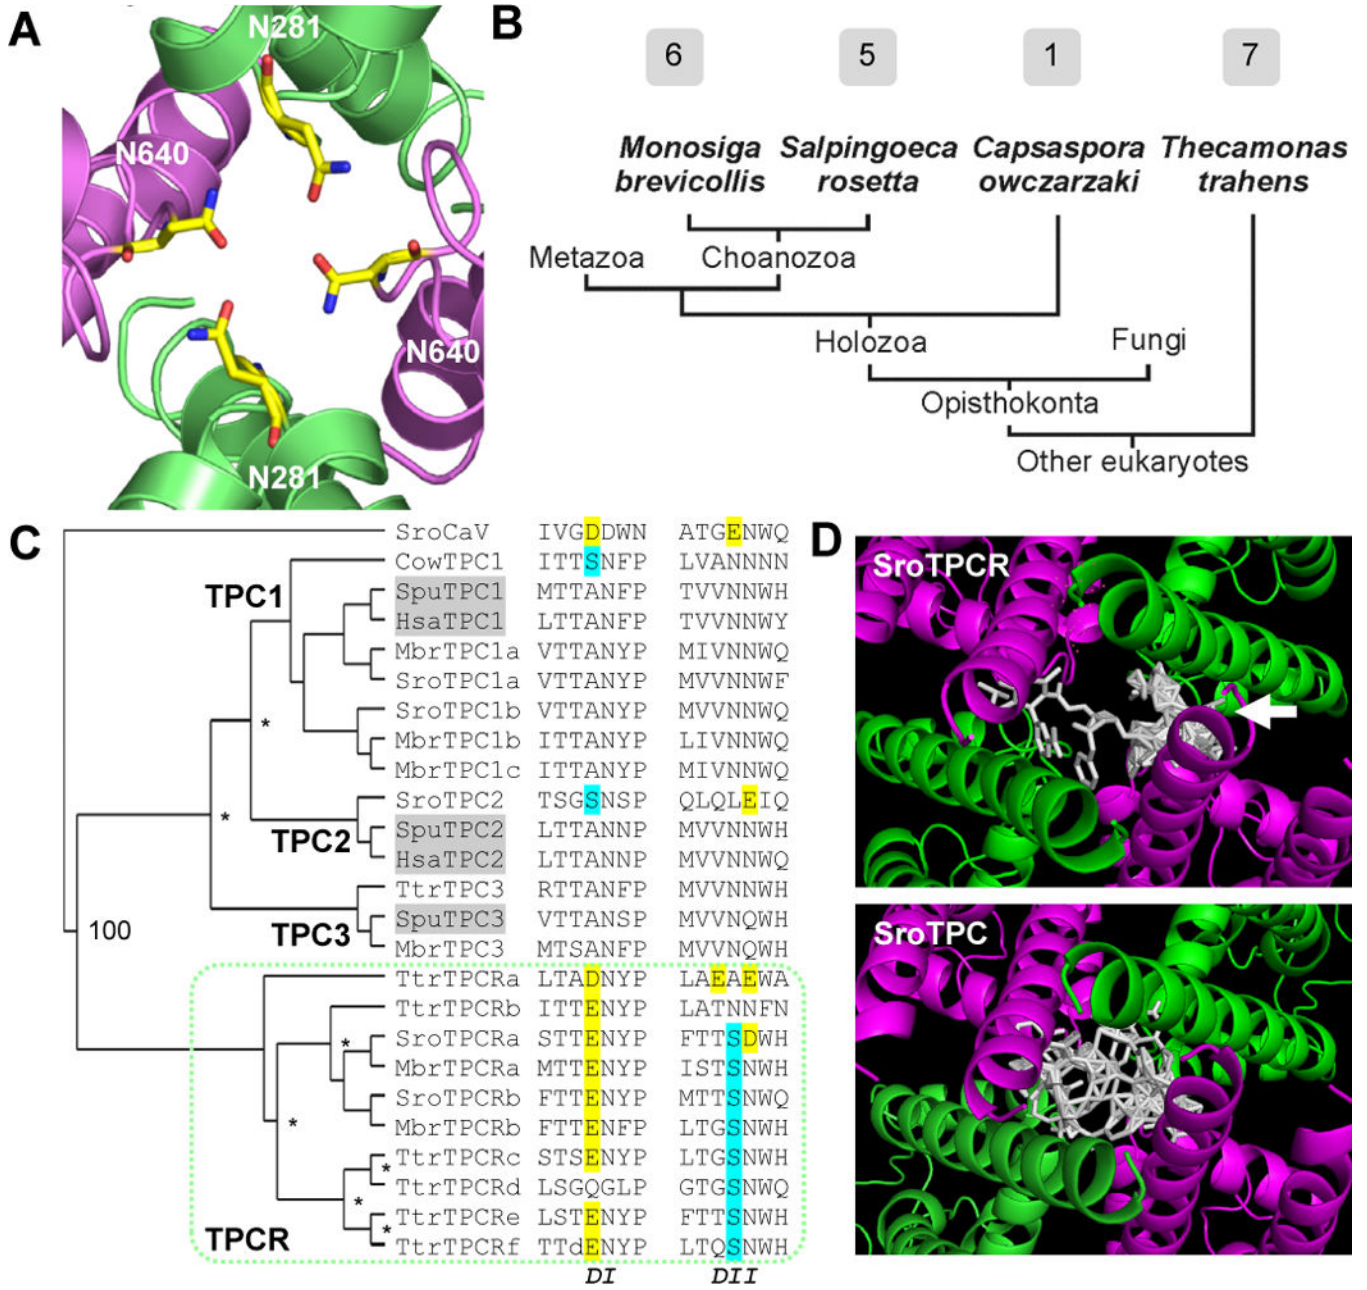 A
N281
N640
N640
N281
B
6 5 1 7
Monosiga Salpingoeca Capsaspora Thecamonas
brevicollis rosetta owczarzaki trahens
Metazoa Choanozoa
Holozoa Fungi
Opisthokonta
Other eukaryotes
C
SroCaV IVGDDWN ATGENWQ
CowTPC1 ITTSNFP LVANNNN
TPC1
SpuTPC1 MTTANFP TVVNNWH
HsaTPC1 LTTANFP TVVNNWY
MbrTPC1a VTTANYP MIVNNWQ
SroTPC1a VTTANYP MVVNNWF
*
SroTPC1b VTTANYP MVVNNWQ
MbrTPC1b ITTANYP LIVNNWQ
MbrTPC1c ITTANYP MIVNNWQ
SroTPC2 TSGSNSP QLQLEIQ
*
TPC2
SpuTPC2 LTTANNP MVVNNWH
HsaTPC2 LTTANNP MVVNNWQ
TtrTPC3 RTTANFP MVVNNWH
100
TPC3
SpuTPC3 VTTANSP MVVNQWH
MbrTPC3 MTSANFP MVVNQWH
TtrTPCRa LTADNYP LAEAEWA
TtrTPCRb ITTENYP LATNNFN
* SroTPCRa STTENYP FTTSDWH
MbrTPCRa MTTENYP ISTSNWH
SroTPCRb FTTENYP MTTSNWQ
* MbrTPCRb FTTENFP LTGSNWH
* TtrTPCRc STSENYP LTGSNWH
* TtrTPCRd LSGQGLP GTGSNWQ
* TtrTPCRe LSTENYP FTTSNWH
TPCR
TtrTPCRf TTdENYP LTQSNWH
DI DII
D
SroTPCR
SroTPC